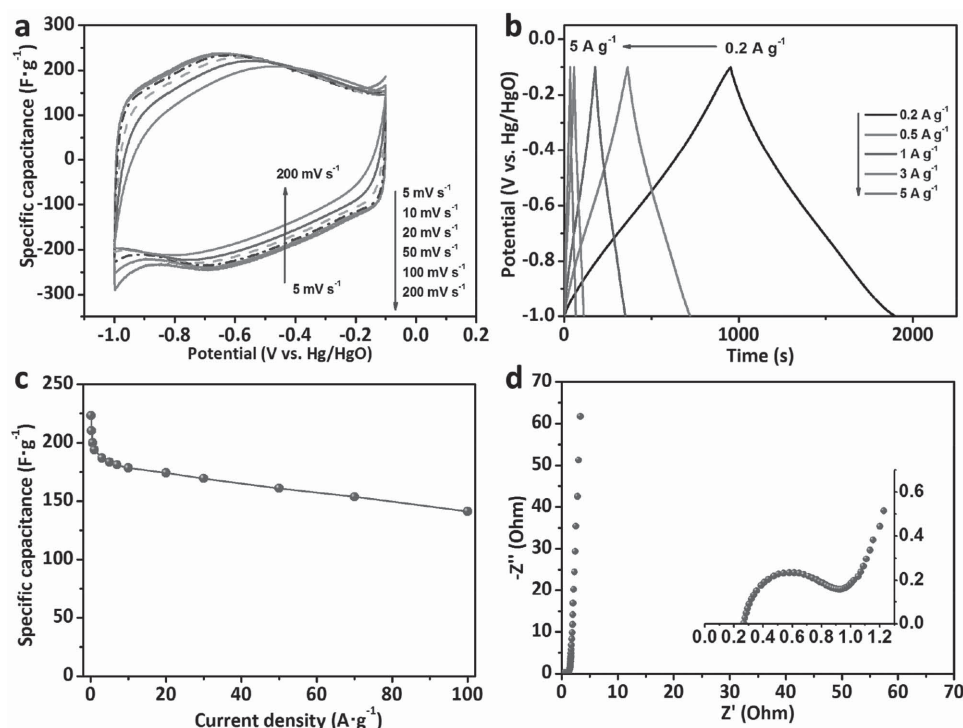 a
300
200
100
0
-100
-200
-300
Specific capacitance (F·g⁻¹)
200 mV s⁻¹
5 mV s⁻¹
5 mV s⁻¹
10 mV s⁻¹
20 mV s⁻¹
50 mV s⁻¹
100 mV s⁻¹
200 mV s⁻¹
-1.0 -0.8 -0.6 -0.4 -0.2 0.0 0.2
Potential (V vs. Hg/HgO)
b
0.0
-0.2
-0.4
-0.6
-0.8
-1.0
Potential (V vs. Hg/HgO)
5 A g⁻¹
0.2 A g⁻¹
0.2 A g⁻¹
0.5 A g⁻¹
1 A g⁻¹
3 A g⁻¹
5 A g⁻¹
0 1000 2000
Time (s)
c
250
225
200
175
150
125
100
75
50
25
0
Specific capacitance (F·g⁻¹)
0 20 40 60 80 100
Current density (A·g⁻¹)
d
70
60
50
40
30
20
10
0
-Z'' (Ohm)
0.6
0.4
0.2
0.0
0.0 0.2 0.4 0.6 0.8 1.0 1.2
0 10 20 30 40 50 60 70
Z' (Ohm)